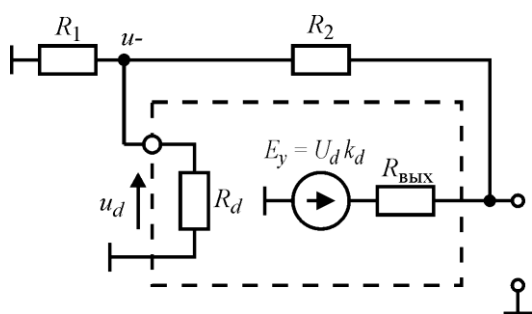 R1
u-
R2
Ey = Ud kd
Rвых
ud
Rd